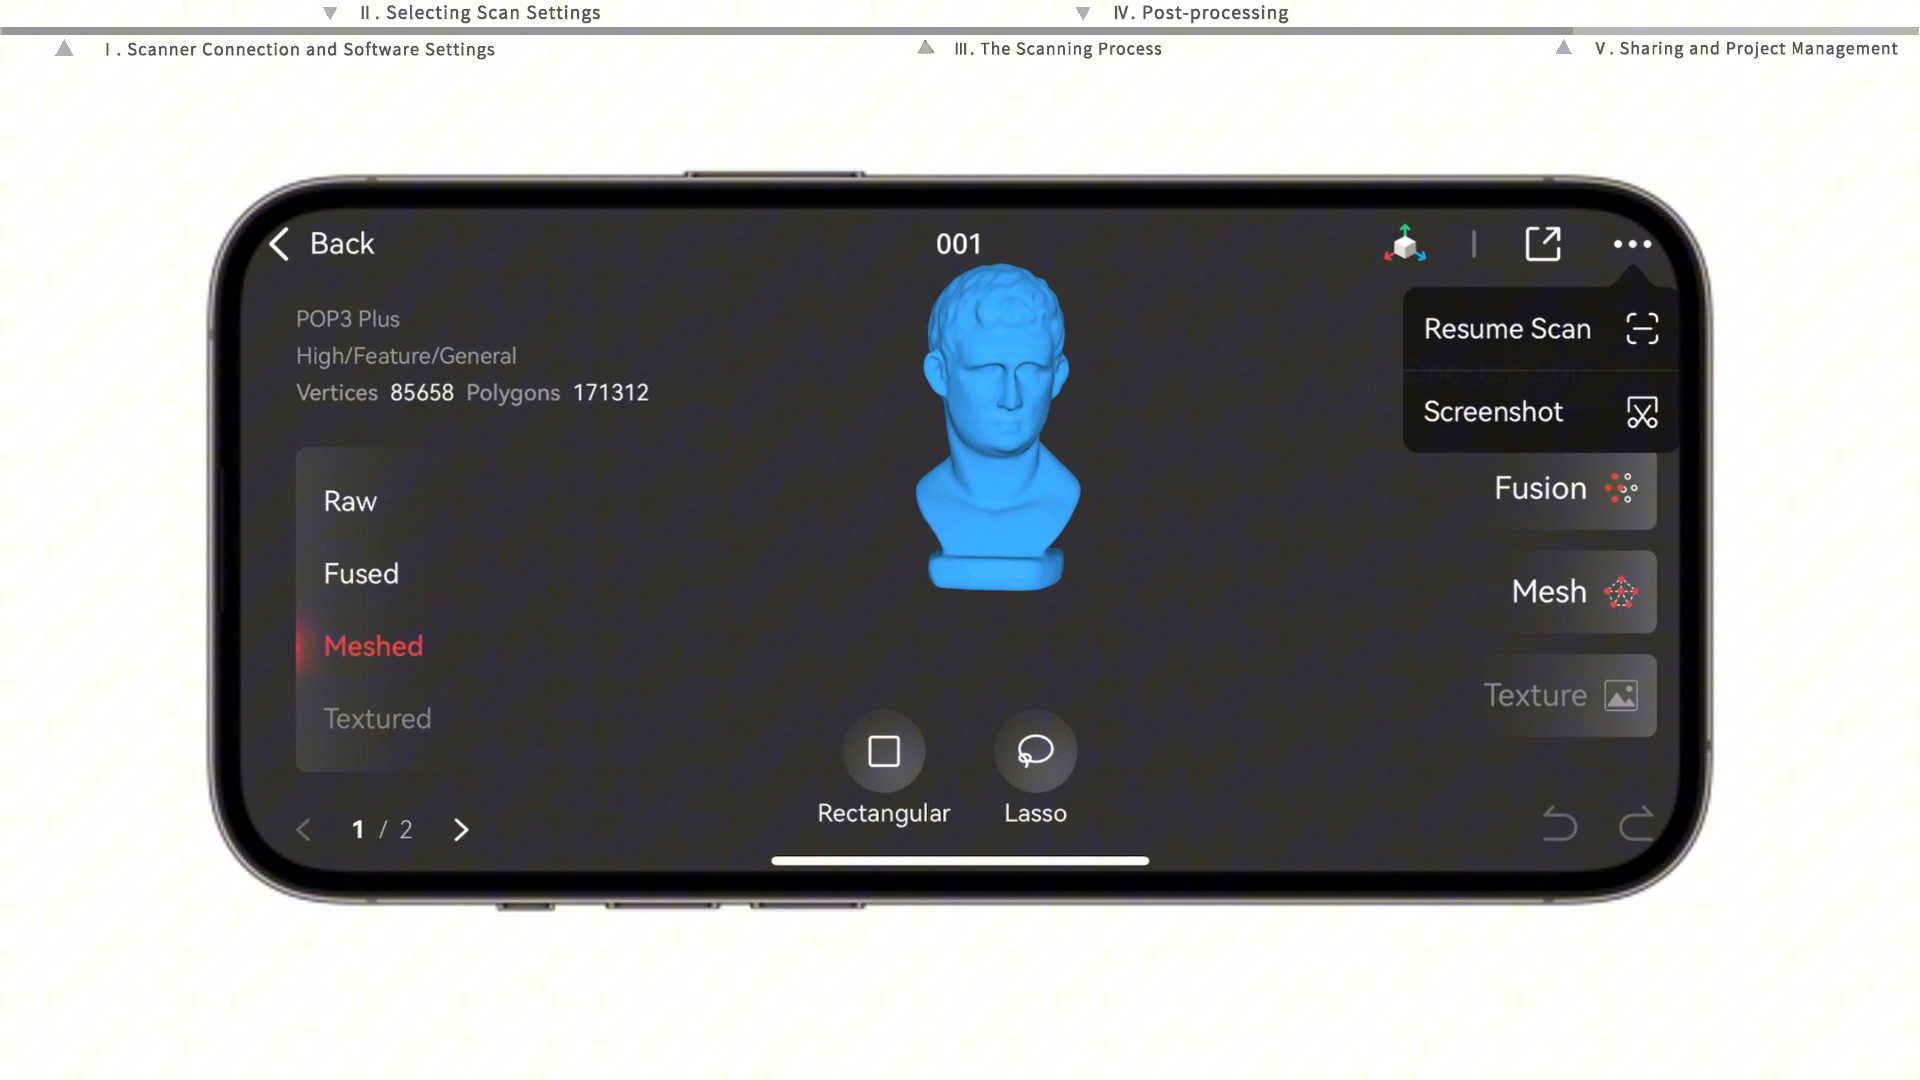 Ⅱ. Selecting Scan Settings
Ⅳ. Post-processing
Ⅰ. Scanner Connection and Software Settings
Ⅲ. The Scanning Process
Ⅴ. Sharing and Project Management
Back
001
POP3 Plus
High/Feature/General
Vertices 85658 Polygons 171312
Resume Scan
Screenshot
Raw
Fused
Meshed
Textured
Fusion
Mesh
Texture
Rectangular
Lasso
1 / 2